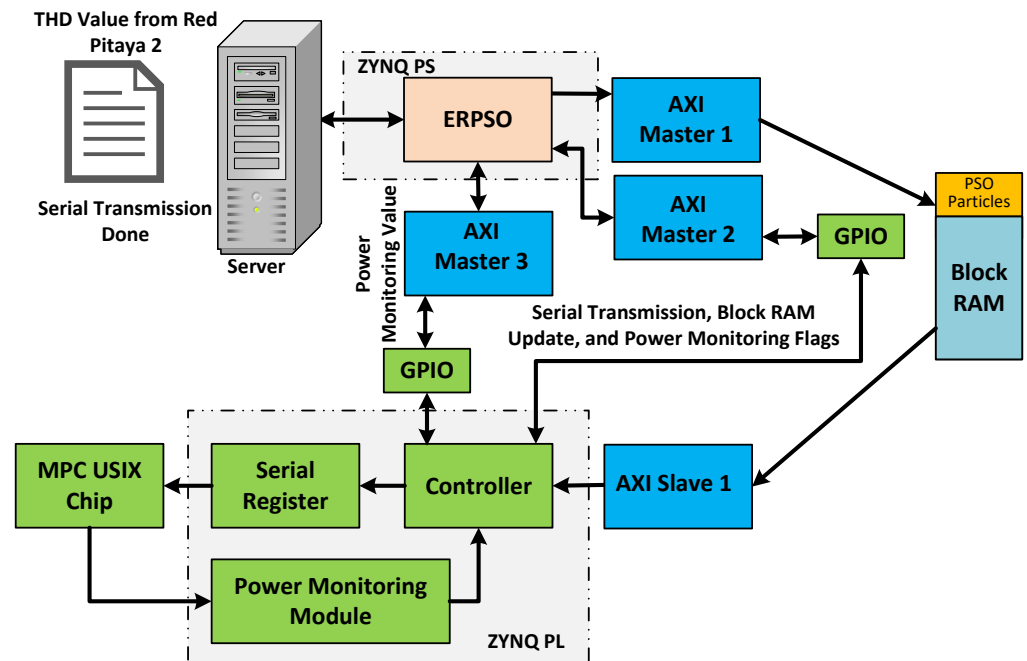 THD Value from Red
Pitaya 2
Serial Transmission
Done
Server
ZYNQ PS
ERPSO
AXI
Master 1
AXI
Master 2
GPIO
PSO
Particles
Block
RAM
Power
Monitoring Value
AXI
Master 3
GPIO
Serial Transmission, Block RAM
Update, and Power Monitoring Flags
MPC USIX
Chip
Serial
Register
Controller
AXI Slave 1
Power Monitoring
Module
ZYNQ PL